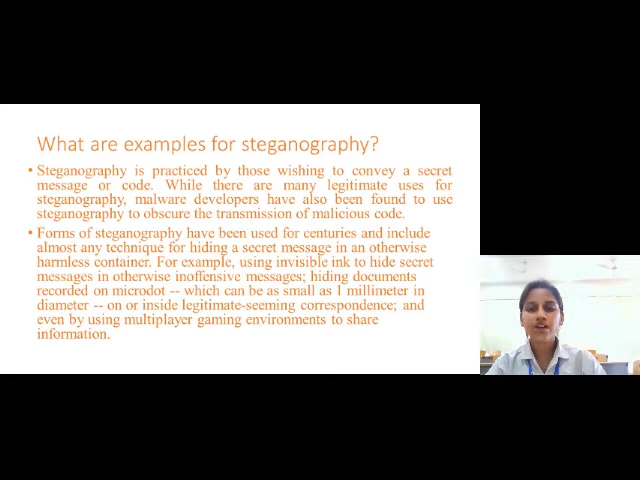 What are examples for steganography?
• Steganography is practiced by those wishing to convey a secret
message or code. While there are many legitimate uses for
steganography, malware developers have also been found to use
steganography to obscure the transmission of malicious code.
• Forms of steganography have been used for centuries and include
almost any technique for hiding a secret message in an otherwise
harmless container. For example, using invisible ink to hide secret
messages in otherwise inoffensive messages; hiding documents
recorded on microdot -- which can be as small as 1 millimeter in
diameter -- on or inside legitimate-seeming correspondence; and
even by using multiplayer gaming environments to share
information.